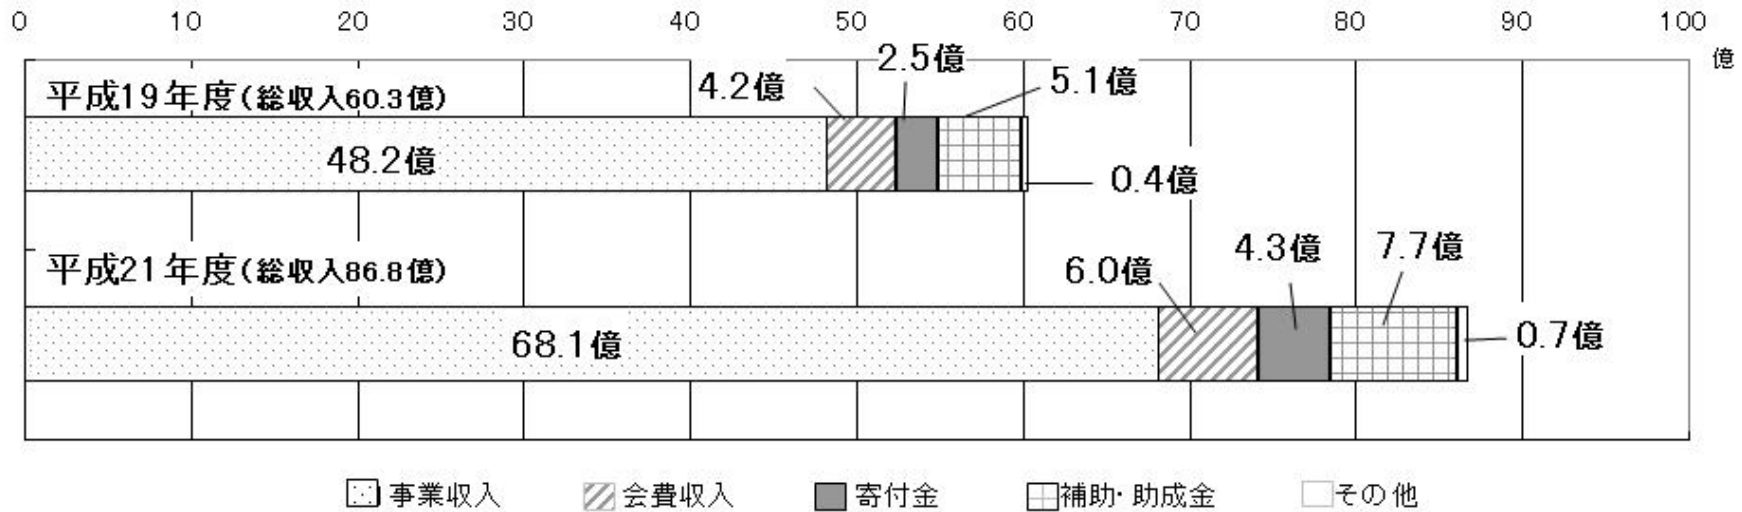 0 10 20 30 40 50 60 70 80 90 100
億
平成19年度(総収入60.3億)
4.2億 2.5億 5.1億
48.2億
0.4億
平成21年度(総収入86.8億)
6.0億 4.3億 7.7億
68.1億
0.7億
事業収入 会費収入 寄付金 補助・助成金 その他